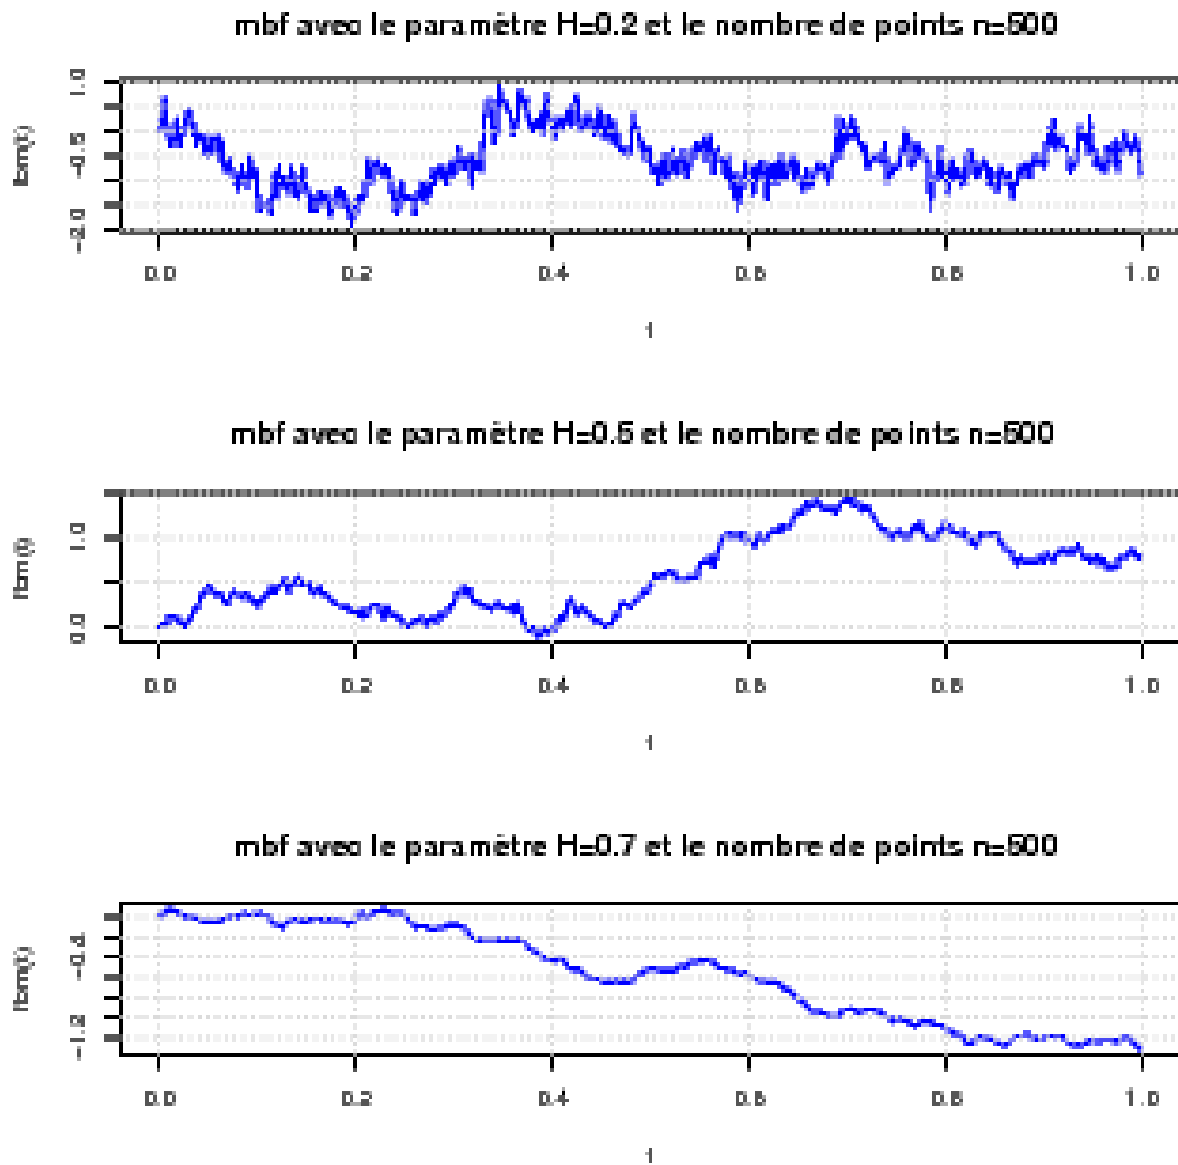 mbf avec le paramètre H=0.2 et le nombre de points n=500
fbm(t)
1.0
-0.5
-2.0
0.0 0.2 0.4 0.6 0.8 1.0
t
mbf avec le paramètre H=0.5 et le nombre de points n=500
fbm(t)
1.0
0.0
0.0 0.2 0.4 0.6 0.8 1.0
t
mbf avec le paramètre H=0.7 et le nombre de points n=500
fbm(t)
-0.4
-1.2
0.0 0.2 0.4 0.6 0.8 1.0
t